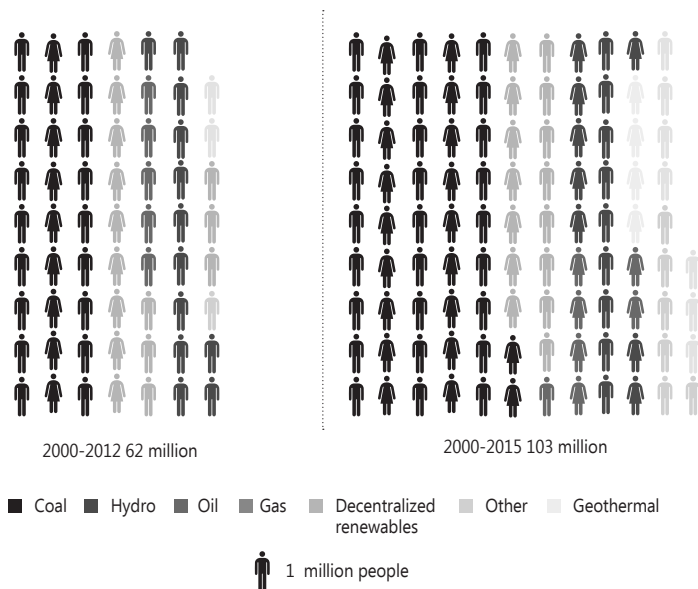 2000-2012 62 million
2000-2015 103 million
Coal Hydro Oil Gas Decentralized Other Geothermal
renewables
1 million people